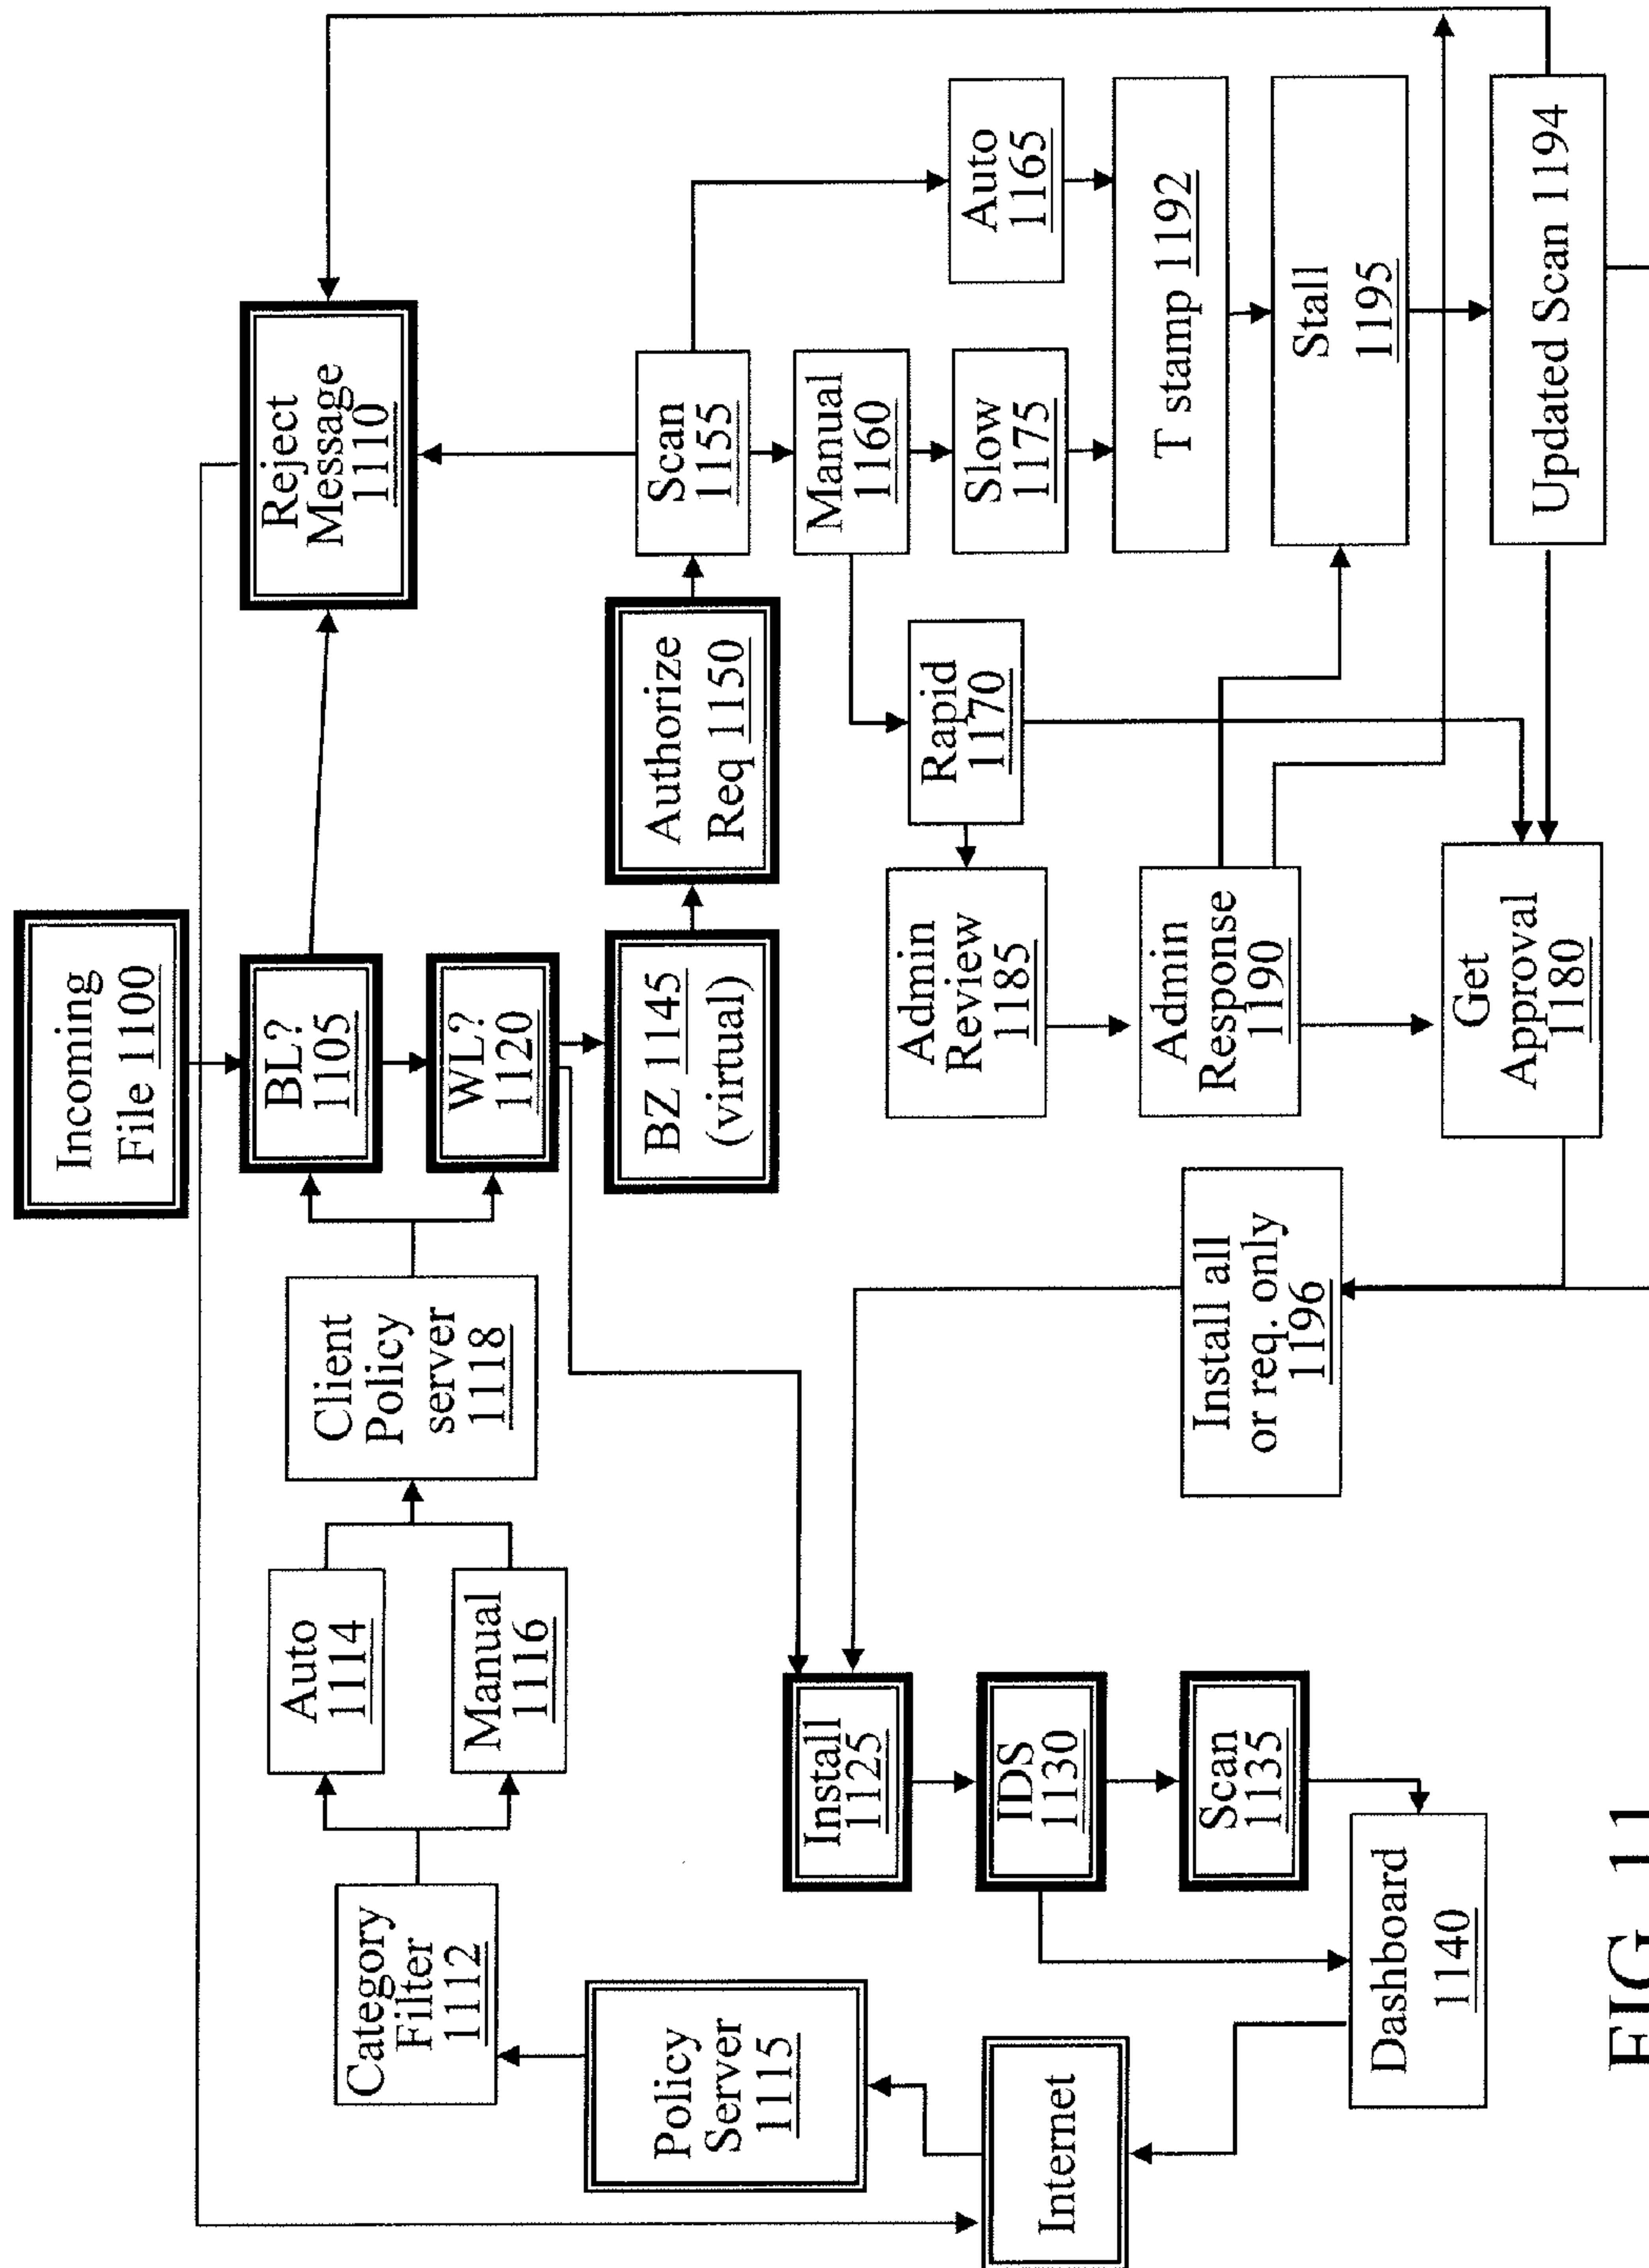 Incoming
File 1100
Reject
Message
1110
BL?
1105
Client
Policy
server
1118
Auto
1114
Category
Filter
1112
WL?
1120
Manual
1116
BZ 1145
(virtual)
Authorize
Req 1150
Scan
1155
Policy
Server
1115
Manual
1160
Install
1125
Rapid
1170
Slow
1175
Auto
1165
Admin
Review
1185
IDS
1130
Internet
T stamp 1192
Admin
Response
1190
Install all
or req. only
1196
Scan
1135
Stall
1195
Dashboard
1140
Get
Approval
1180
Updated Scan 1194
FIG. 11